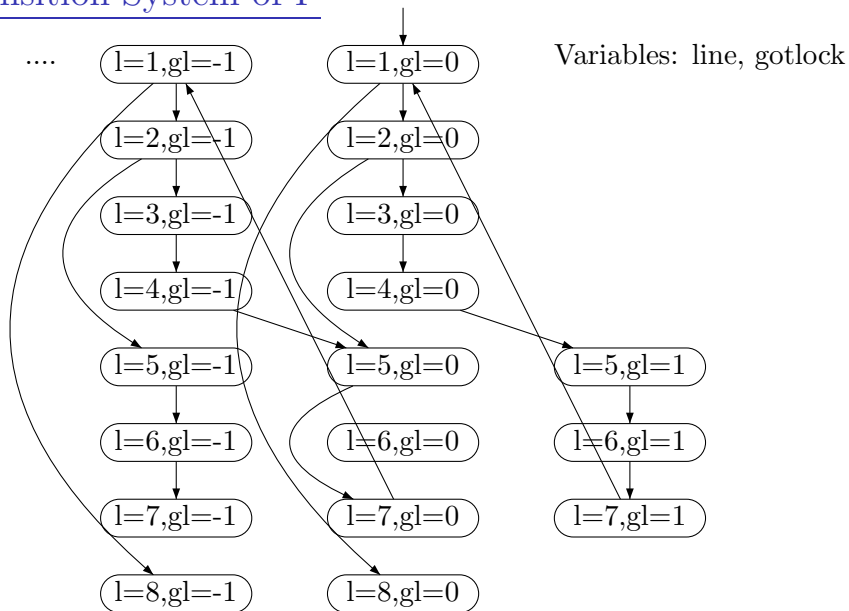 System of
....
l=1,gl=-1
l=1,gl=0
Variables: line, gotlock
l=2,gl=-1
l=2,gl=0
l=3,gl=-1
l=3,gl=0
l=4,gl=-1
l=4,gl=0
l=5,gl=-1
l=5,gl=0
l=5,gl=1
l=6,gl=-1
l=6,gl=0
l=6,gl=1
l=7,gl=-1
l=7,gl=0
l=7,gl=1
l=8,gl=-1
l=8,gl=0